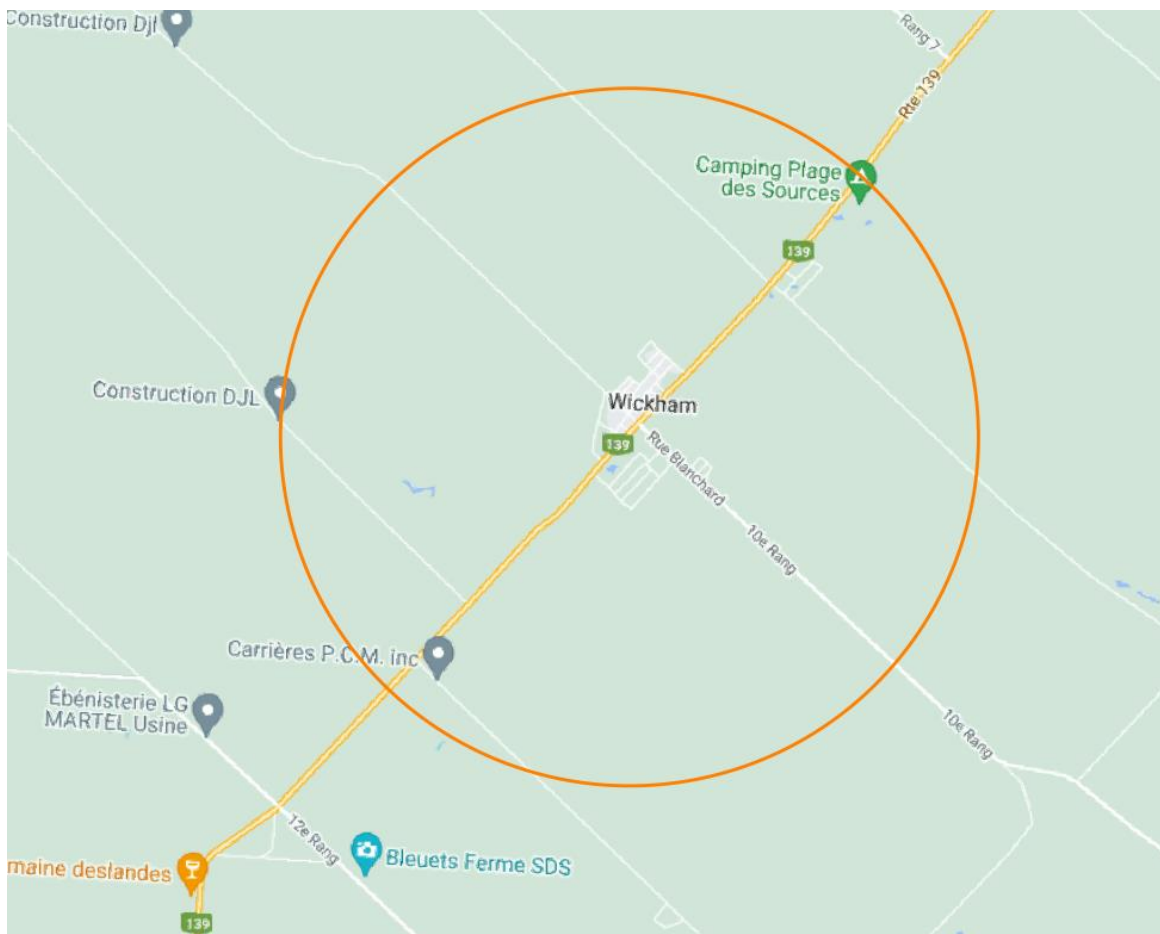 Construction Djl
Rang 7
Rte 139
Camping Plage
des Sources
139
Construction DJL
Wickham
139
Rue Blanchard
10e Rang
Carrières P.C.M. inc
Ébénisterie LG
MARTEL Usine
10e Rang
12e Rang
Bleuets Ferme SDS
maine deslandes
139